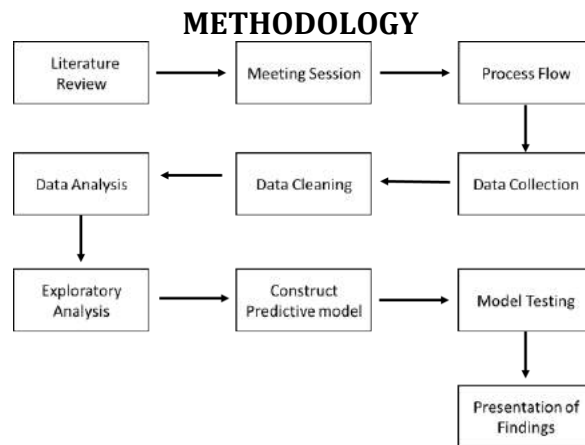 METHODOLOGY
Literature
Review
Meeting Session
Process Flow
Data Analysis
Data Cleaning
Data Collection
Exploratory
Analysis
Construct
Predictive model
Model Testing
Presentation of
Findings